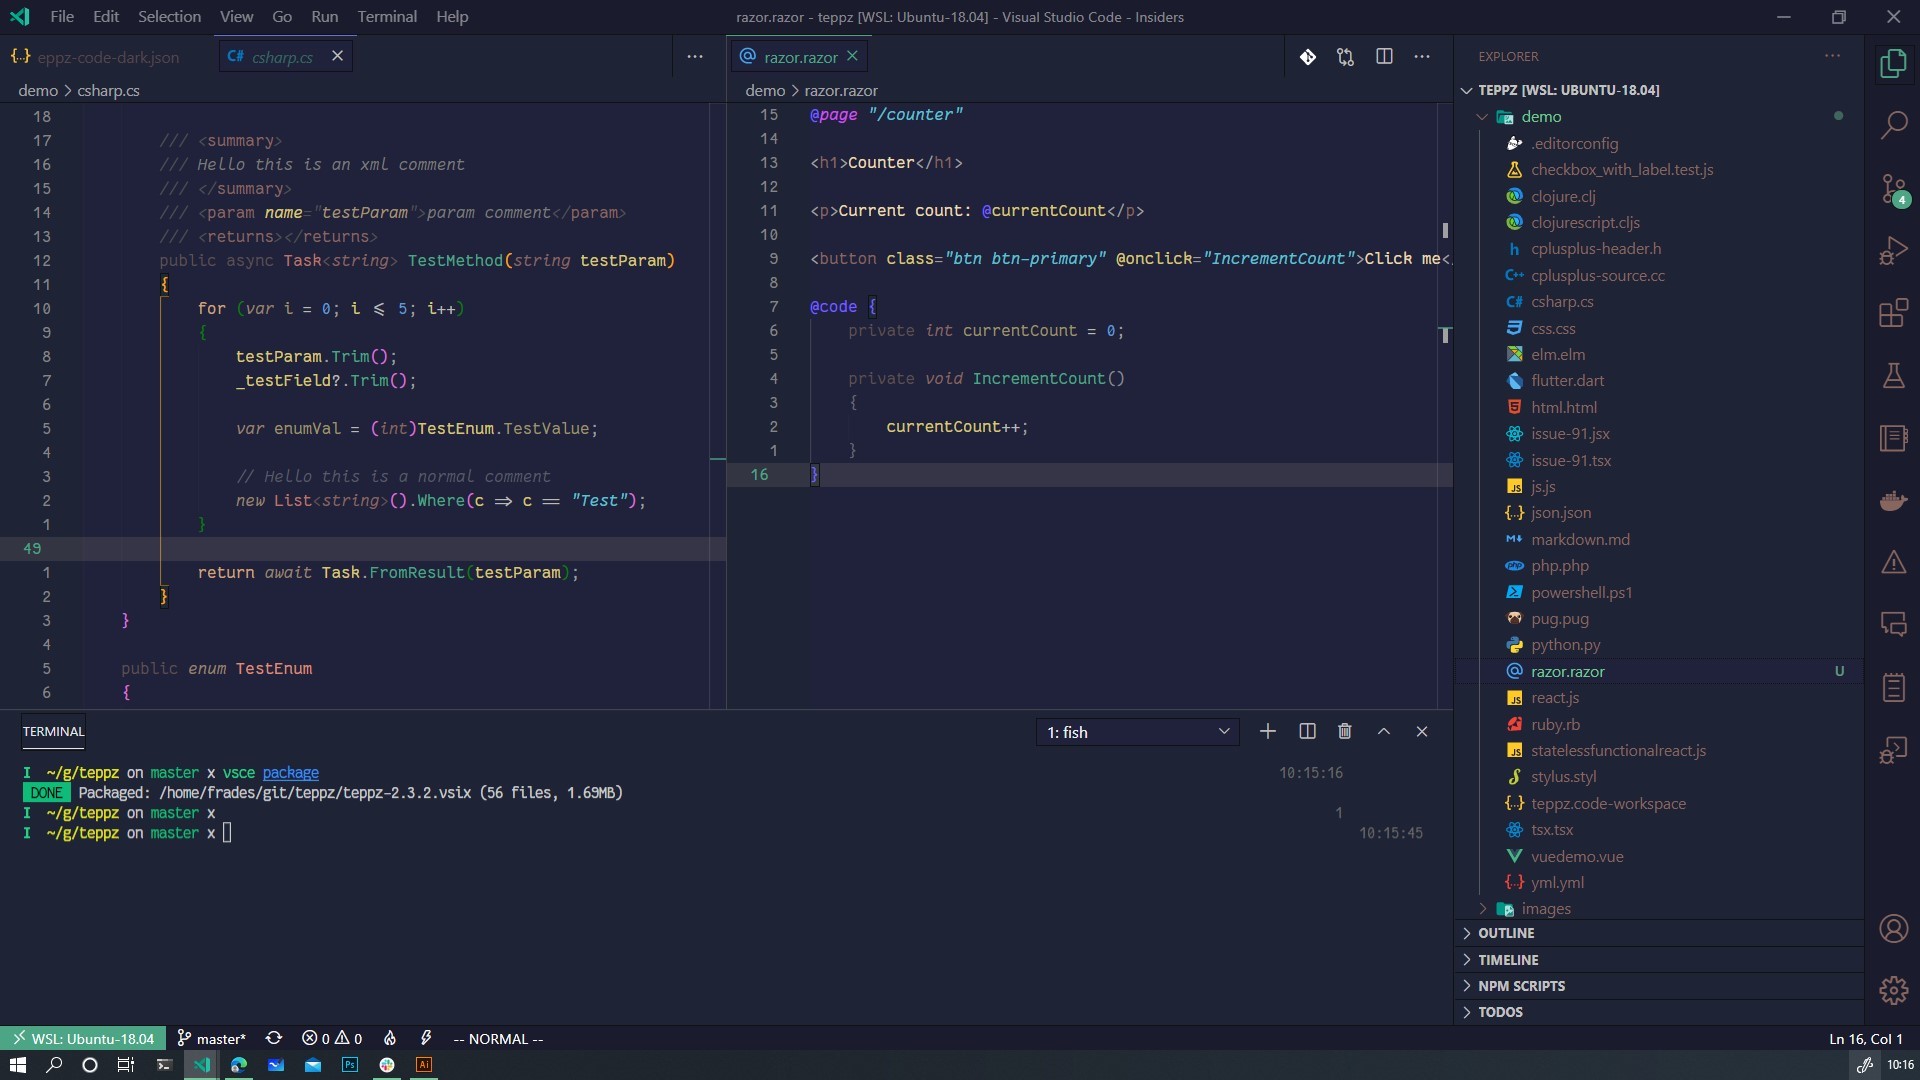 File Edit Selection View Go Run Terminal Help
razor.razor - teppz [WSL: Ubuntu-18.04] - Visual Studio Code - Insiders
{..} eppz-code-dark.json
C# csharp.cs
demo > csharp.cs
18
17 /// <summary>
16 /// Hello this is an xml comment
15 /// </summary>
14 /// <param name="testParam">param comment</param>
13 /// <returns></returns>
12 public async Task<string> TestMethod(string testParam)
11 {
10 for (var i = 0; i ⩽ 5; i++)
9 {
8 testParam.Trim();
7 _testField?.Trim();
6
5 var enumVal = (int)TestEnum.TestValue;
4
3 // Hello this is a normal comment
2 new List<string>().Where(c ⇒ c == "Test");
1 }
49
1 return await Task.FromResult(testParam);
2 }
3 }
4
5 public enum TestEnum
6 {
@ razor.razor
demo > razor.razor
15 @page "/counter"
14
13 <h1>Counter</h1>
12
11 <p>Current count: @currentCount</p>
10
9 <button class="btn btn-primary" @onclick="IncrementCount">Click me<
8
7 @code {
6 private int currentCount = 0;
5
4 private void IncrementCount()
3 {
2 currentCount++;
1 }
16 }
EXPLORER
TEPPZ [WSL: UBUNTU-18.04]
demo
.editorconfig
checkbox_with_label.test.js
clojure.clj
clojurescript.cljs
h cplusplus-header.h
C++ cplusplus-source.cc
C# csharp.cs
css.css
elm.elm
flutter.dart
html.html
issue-91.jsx
issue-91.tsx
JS js.js
{..} json.json
M markdown.md
php php.php
powershell.ps1
pug.pug
python.py
@ razor.razor U
JS react.js
ruby.rb
JS statelessfunctionalreact.js
stylus.styl
{..} teppz.code-workspace
tsx.tsx
vuedemo.vue
{..} yml.yml
images
OUTLINE
TIMELINE
NPM SCRIPTS
TODOS
4
TERMINAL
1: fish
I ~/g/teppz on master x vsce package 10:15:16
DONE Packaged: /home/frades/git/teppz/teppz-2.3.2.vsix (56 files, 1.69MB)
I ~/g/teppz on master x 1
I ~/g/teppz on master x 10:15:45
WSL: Ubuntu-18.04 master* 0 0 -- NORMAL -- Ln 16, Col 1
Ps Ai 10:16